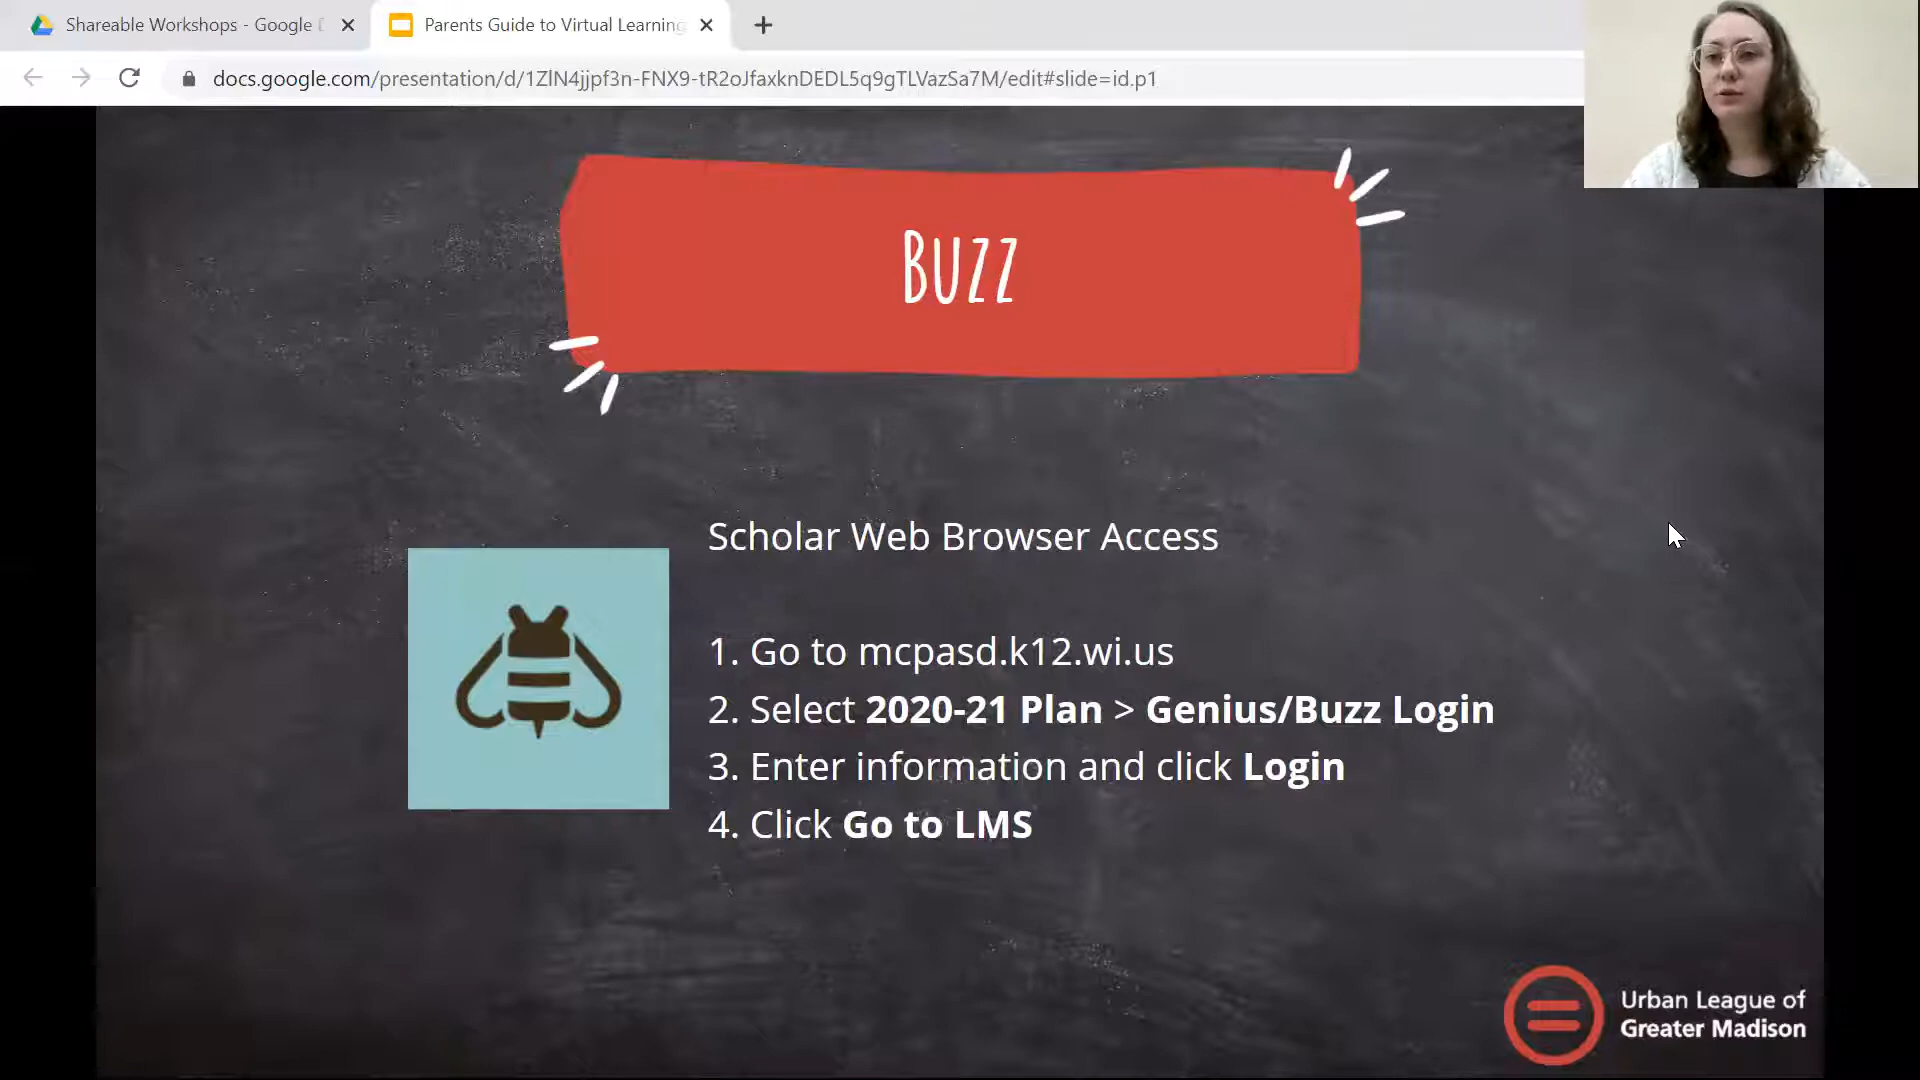 Shareable Workshops - Google
Parents Guide to Virtual Learning
docs.google.com/presentation/d/1ZlN4jjpf3n-FNX9-tR2oJfaxknDEDL5q9gTLVazSa7M/edit#slide=id.p1
BUZZ
Scholar Web Browser Access
1. Go to mcpasd.k12.wi.us
2. Select 2020-21 Plan > Genius/Buzz Login
3. Enter information and click Login
4. Click Go to LMS
Urban League of
Greater Madison